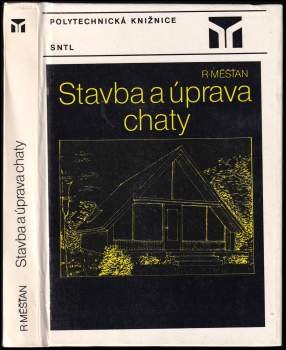 R MĚŠŤAN Stavba a úprava chaty
POLYTECHNICKÁ KNIŽNICE
SNTL
R MĚŠŤAN
Stavba a úprava
chaty